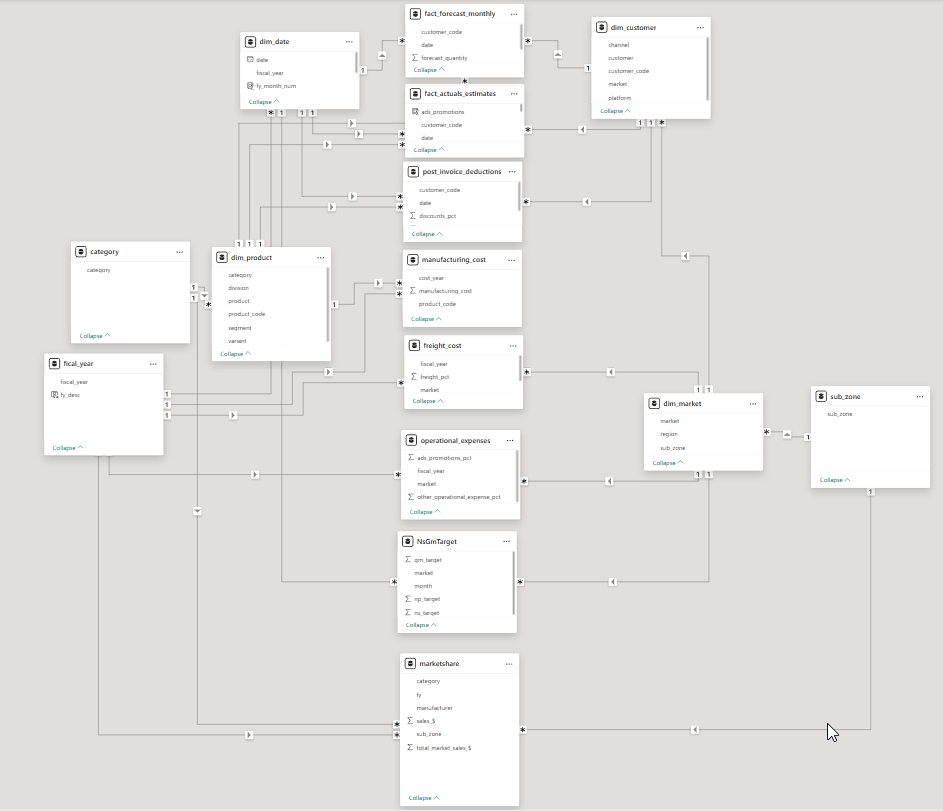 fact_forecast_monthly
customer_code
date
forecast_quantity
Collapse
dim_customer
channel
customer
customer_code
market
platform
Collapse
dim_date
date
fiscal_year
fy_month_num
Collapse
fact_actuals_estimates
ads_promotions
customer_code
date
Collapse
post_invoice_deductions
customer_code
date
discounts_pct
Collapse
category
category
Collapse
dim_product
category
division
product
product_code
segment
variant
Collapse
manufacturing_cost
cost_year
manufacturing_cost
product_code
Collapse
fical_year
fiscal_year
fy_desc
Collapse
freight_cost
fiscal_year
freight_pct
market
Collapse
dim_market
market
region
sub_zone
Collapse
sub_zone
sub_zone
Collapse
operational_expenses
ads_promotions_pct
fiscal_year
market
other_operational_expense_pct
Collapse
NsGmTarget
gm_target
market
month
np_target
ns_target
Collapse
marketshare
category
fy
manufacturer
sales_$
sub_zone
total_market_sales_$
Collapse